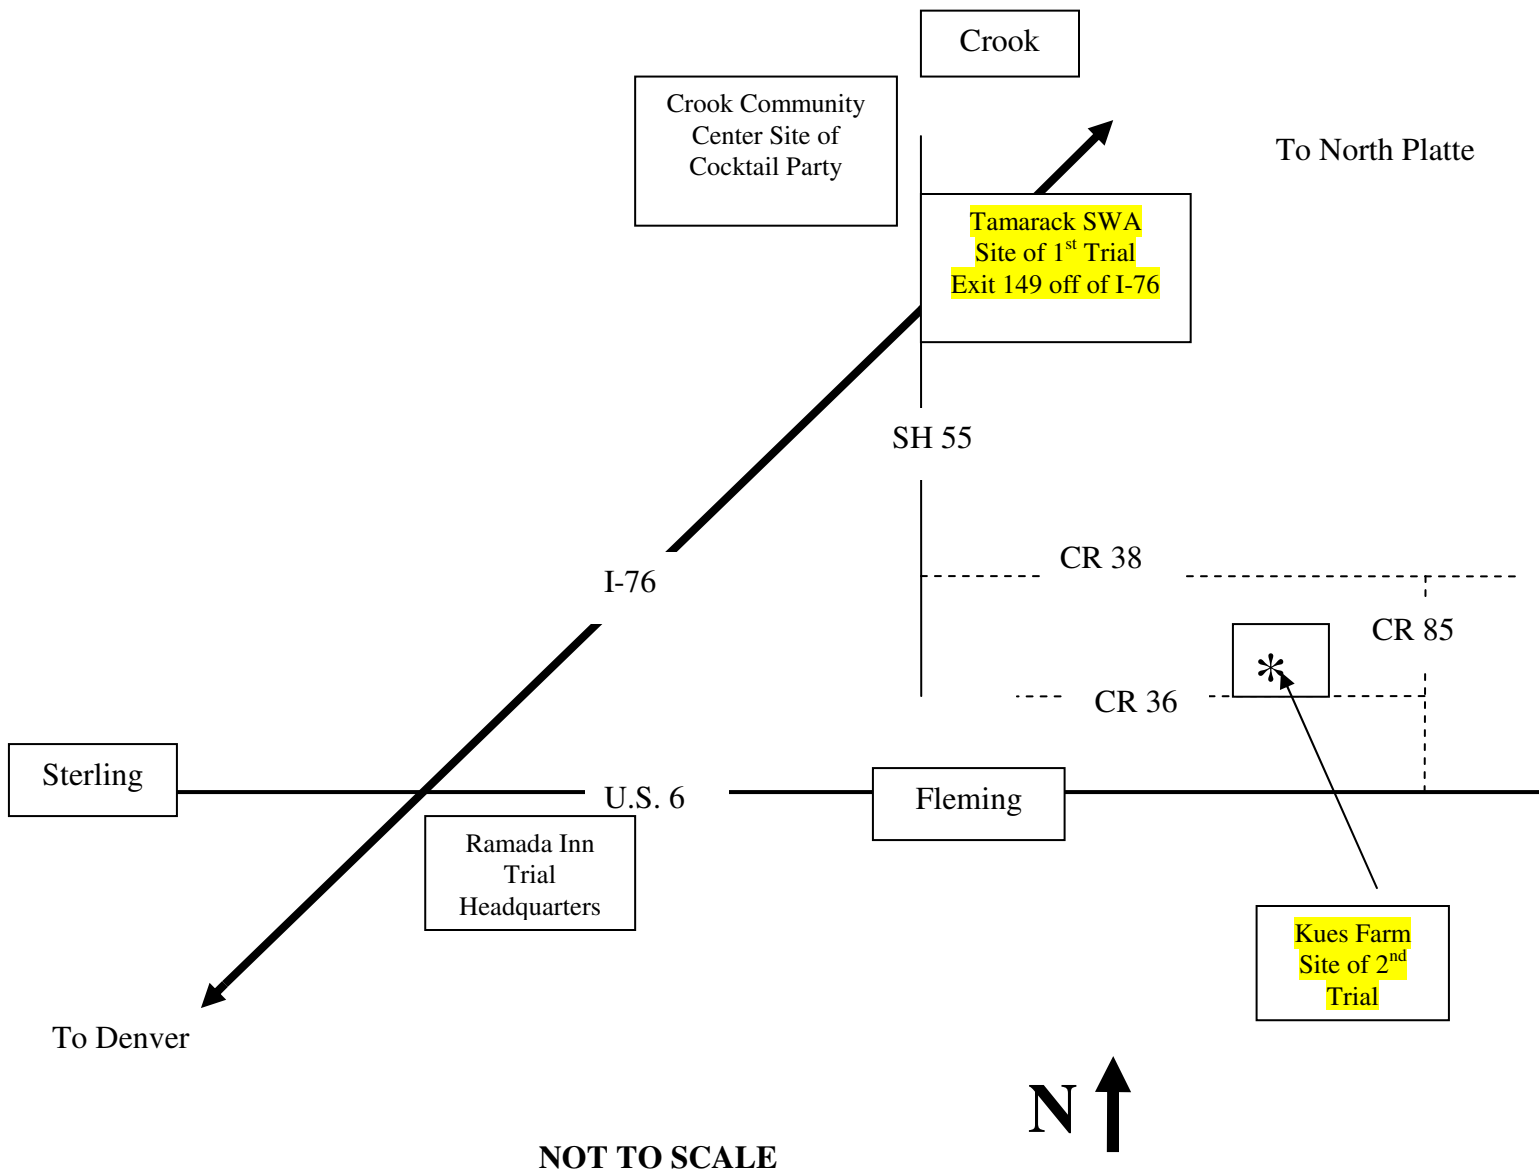 Crook
Crook Community
Center Site of
Cocktail Party
To North Platte
Tamarack SWA
Site of 1st Trial
Exit 149 off of I-76
SH 55
CR 38
I-76
CR 85
CR 36
Sterling
U.S. 6
Fleming
Ramada Inn
Trial
Headquarters
Kues Farm
Site of 2nd
Trial
To Denver
N
NOT TO SCALE